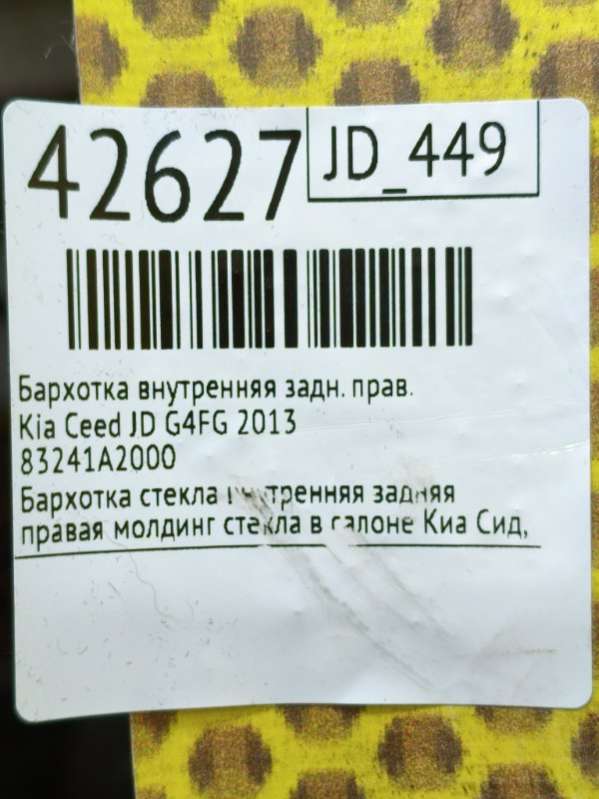 42627
JD_449
Бархотка внутренняя задн. прав.
Kia Ceed JD G4FG 2013
83241A2000
Бархотка стекла внутренняя задняя
правая молдинг стекла в салоне Киа Сид,